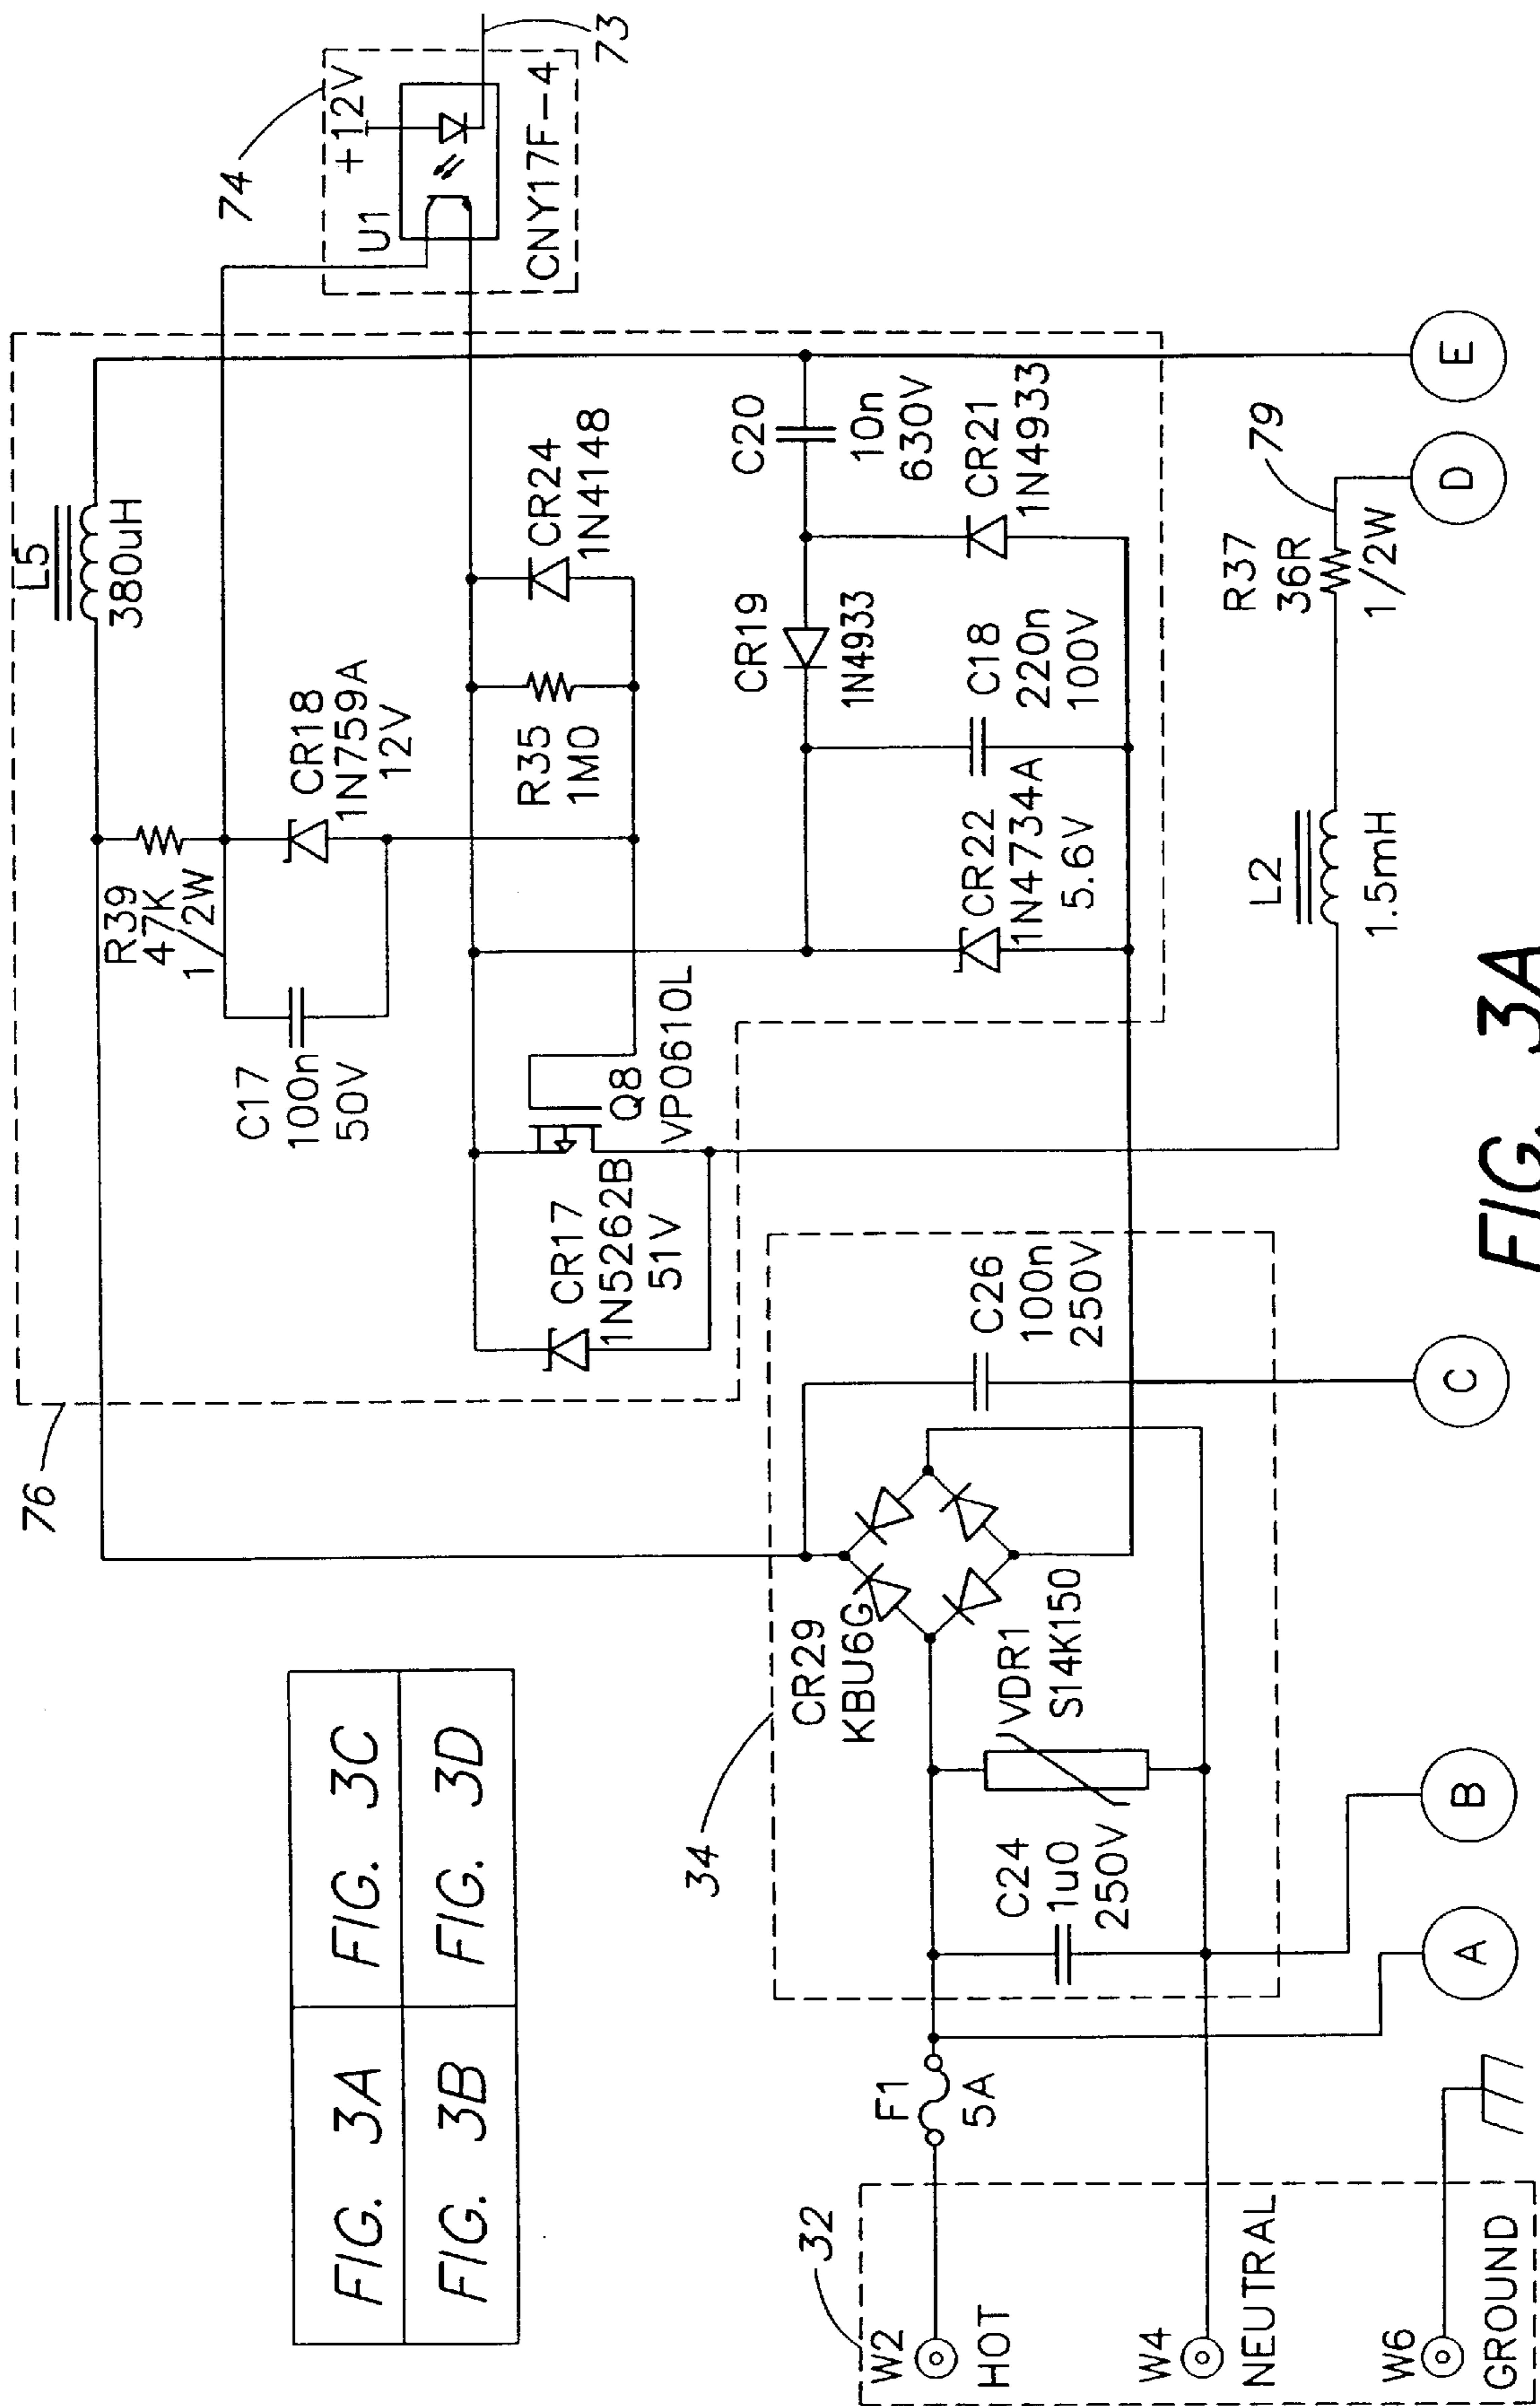 FIG. 3A
FIG. 3C
FIG. 3B
FIG. 3D
76
L5
380uH
R39
47K
1/2W
C17
100n
50V
CR18
1N759A
12V
74
+12V
U1
CNY17F-4
73
CR17
1N5262B
51V
Q8
VP0610L
R35
1M0
CR24
1N4148
C20
10n
630V
CR19
1N4933
CR21
1N4933
C18
220n
100V
CR22
1N4734A
5.6V
34
CR29
KBU6G
C26
100n
250V
VDR1
S14K150
C24
1u0
250V
F1
5A
32
W2
HOT
W4
NEUTRAL
W6
GROUND
L2
1.5mH
R37
36R
1/2W
79
A
B
C
D
E
FIG. 3A